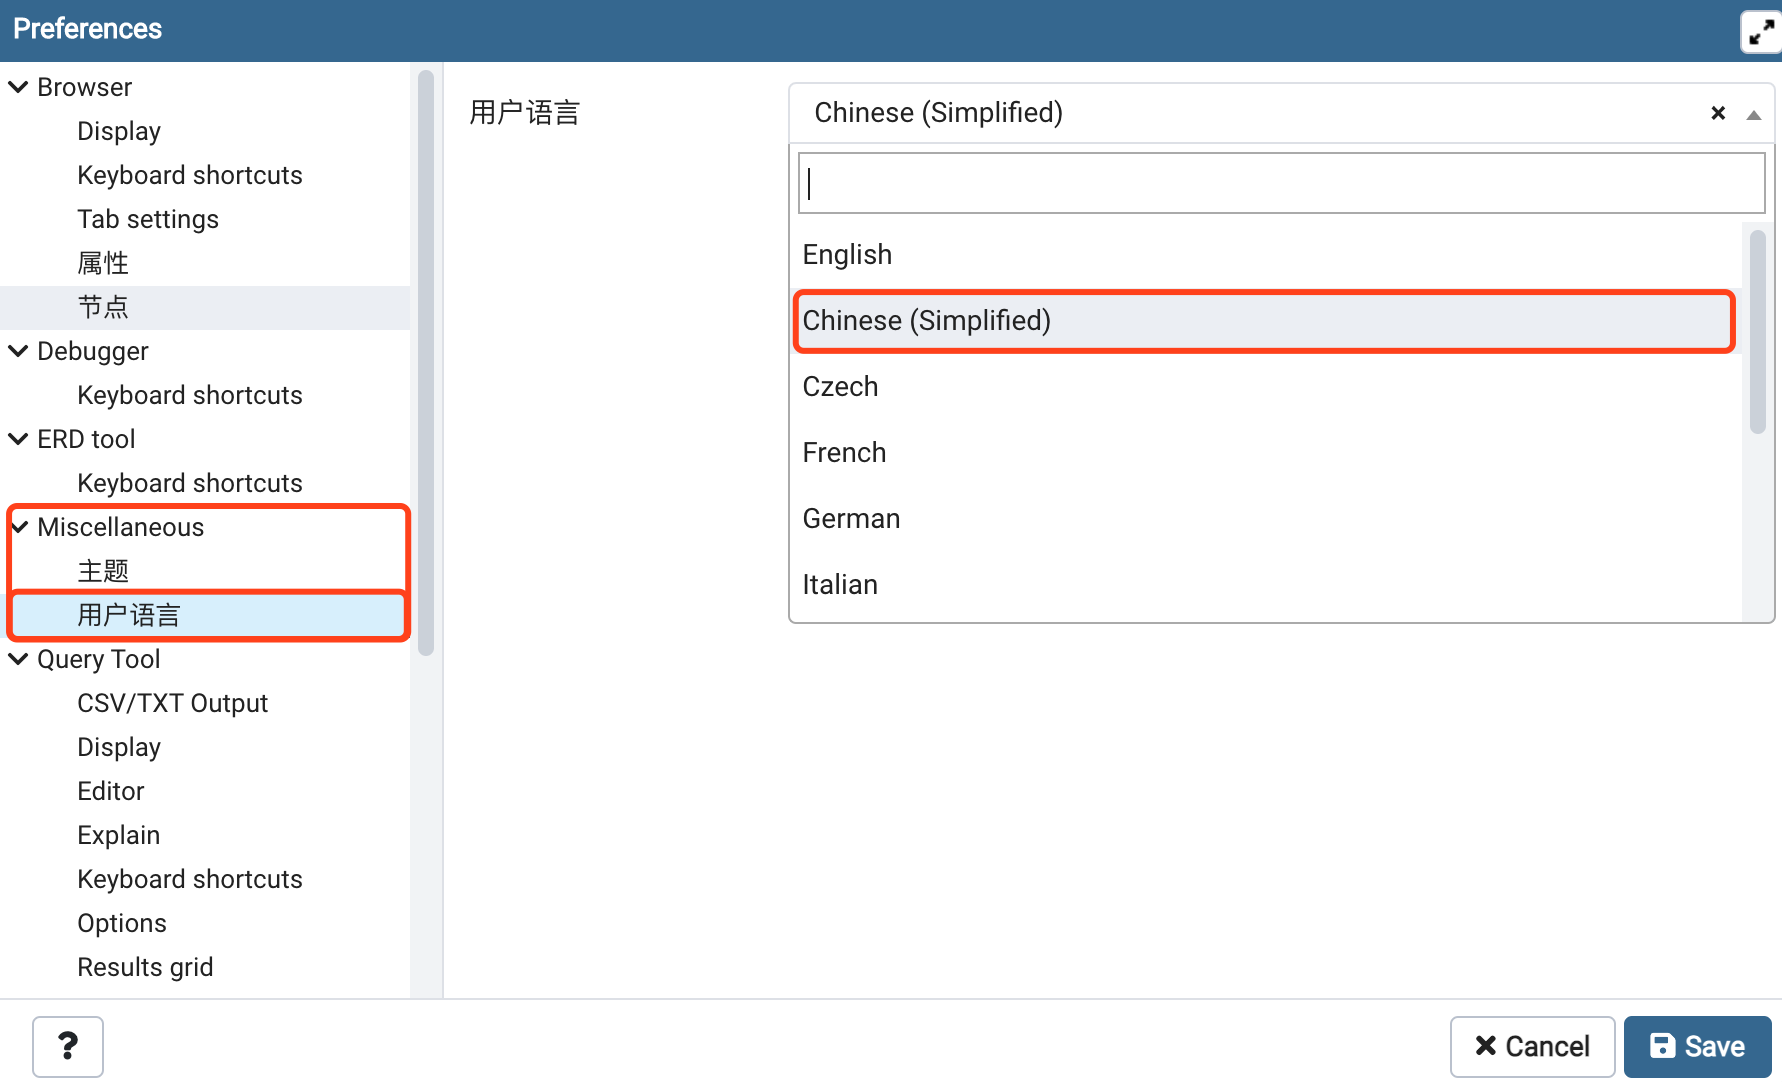 Preferences
Browser
Display
Keyboard shortcuts
Tab settings
属性
节点
Debugger
Keyboard shortcuts
ERD tool
Keyboard shortcuts
Miscellaneous
主题
用户语言
Query Tool
CSV/TXT Output
Display
Editor
Explain
Keyboard shortcuts
Options
Results grid
用户语言
Chinese (Simplified)
English
Chinese (Simplified)
Czech
French
German
Italian
?
Cancel
Save